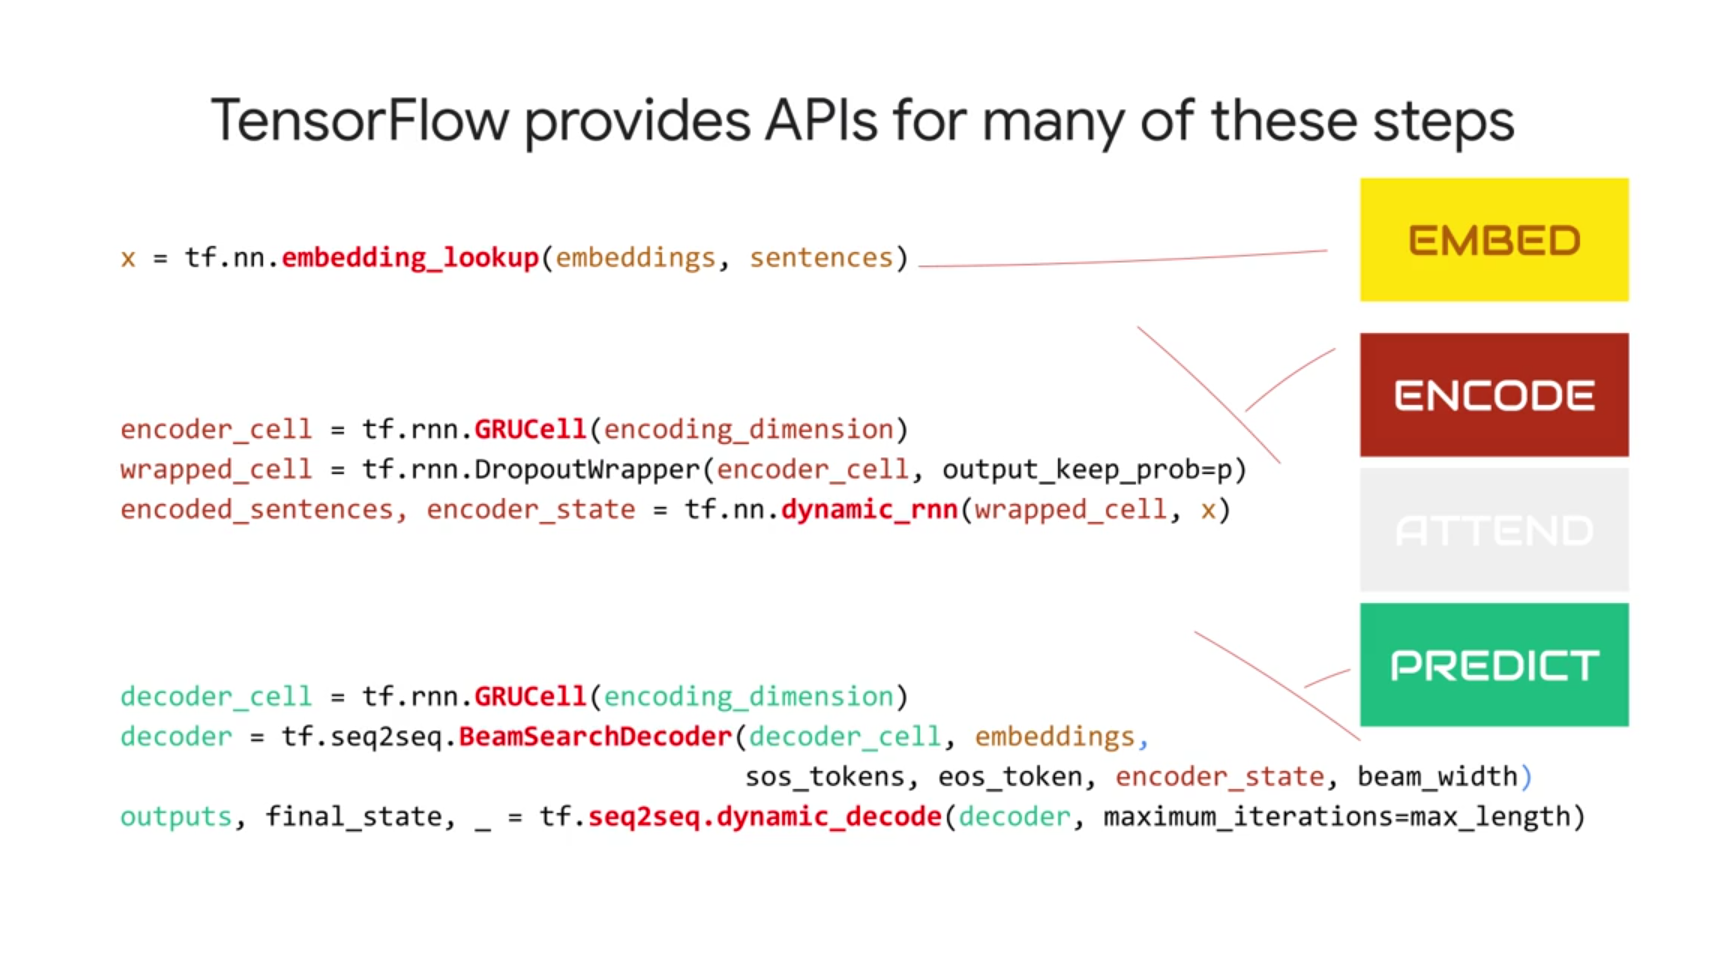 TensorFlow provides APIs for many of these steps
x = tf.nn.embedding_lookup(embeddings, sentences)
EMBED
ENCODE
encoder_cell = tf.rnn.GRUCell(encoding_dimension)
wrapped_cell = tf.rnn.DropoutWrapper(encoder_cell, output_keep_prob=p)
encoded_sentences, encoder_state = tf.nn.dynamic_rnn(wrapped_cell, x)
ATTEND
PREDICT
decoder_cell = tf.rnn.GRUCell(encoding_dimension)
decoder = tf.seq2seq.BeamSearchDecoder(decoder_cell, embeddings,
sos_tokens, eos_token, encoder_state, beam_width)
outputs, final_state, _ = tf.seq2seq.dynamic_decode(decoder, maximum_iterations=max_length)